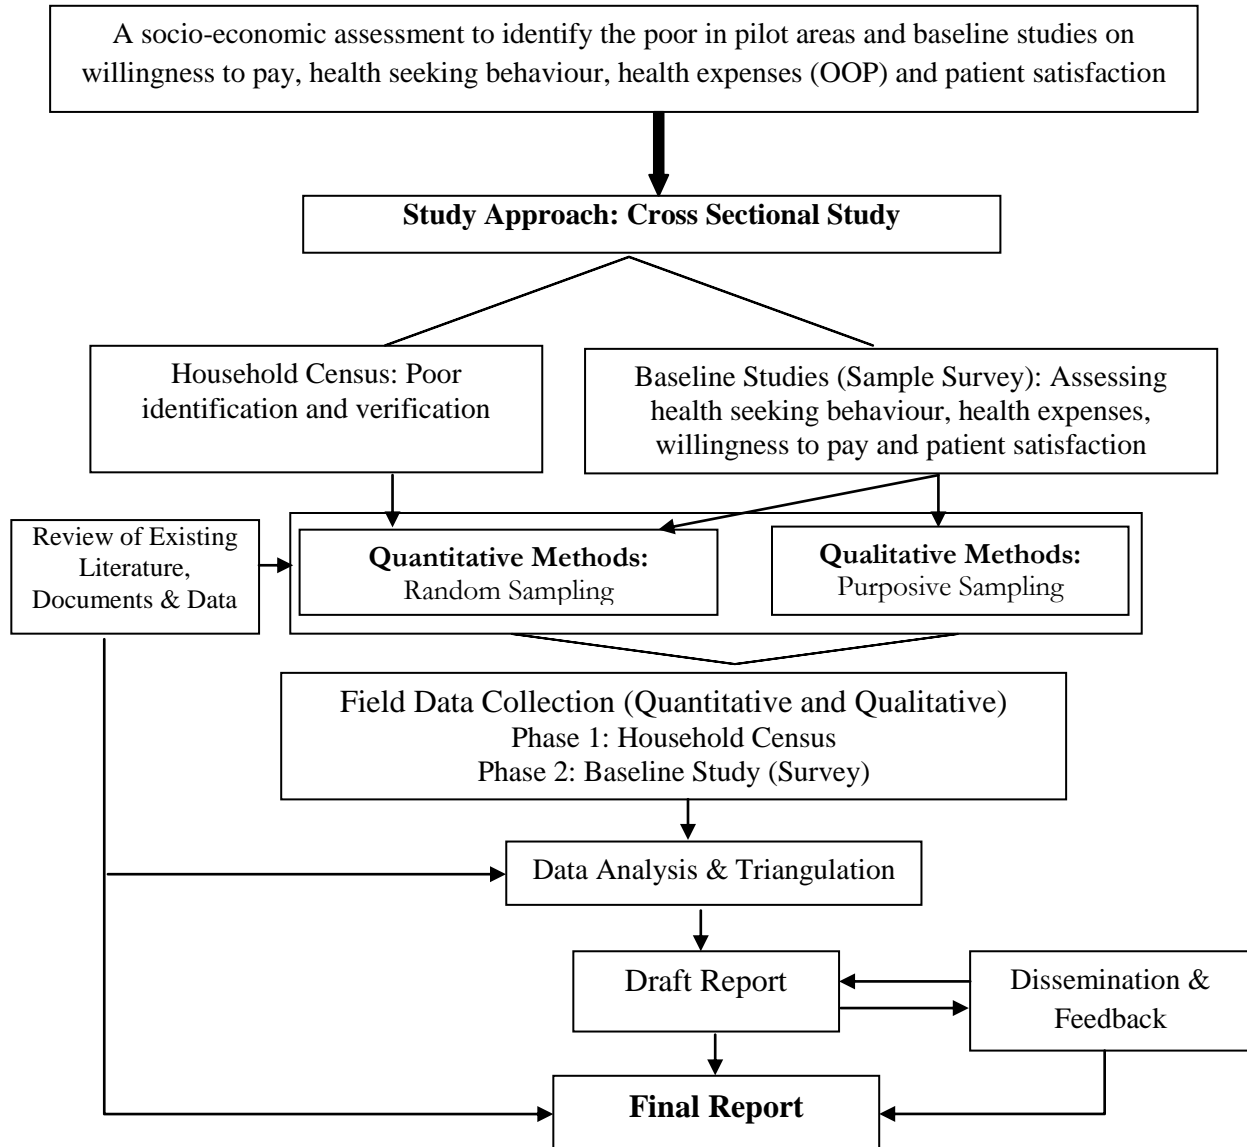 A socio-economic assessment to identify the poor in pilot areas and baseline studies on
willingness to pay, health seeking behaviour, health expenses (OOP) and patient satisfaction
Study Approach: Cross Sectional Study
Household Census: Poor
identification and verification
Baseline Studies (Sample Survey): Assessing
health seeking behaviour, health expenses,
willingness to pay and patient satisfaction
Review of Existing
Literature,
Documents & Data
Quantitative Methods:
Random Sampling
Qualitative Methods:
Purposive Sampling
Field Data Collection (Quantitative and Qualitative)
Phase 1: Household Census
Phase 2: Baseline Study (Survey)
Data Analysis & Triangulation
Draft Report
Dissemination &
Feedback
Final Report